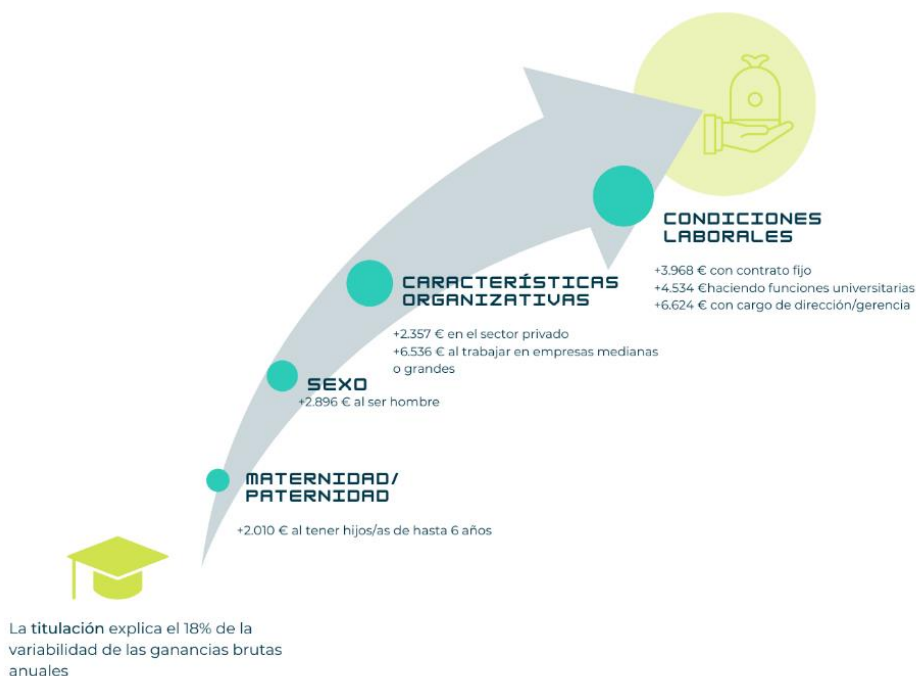 CONDICIONES
LABORALES
+3.968 € con contrato fijo
+4.534 €haciendo funciones universitarias
+6.624 € con cargo de dirección/gerencia
CARACTERÍSTICAS
ORGANIZATIVAS
+2.357 € en el sector privado
+6.536 € al trabajar en empresas medianas
o grandes
SEXO
+2.896 € al ser hombre
MATERNIDAD/
PATERNIDAD
+2.010 € al tener hijos/as de hasta 6 años
La titulación explica el 18% de la
variabilidad de las ganancias brutas
anuales